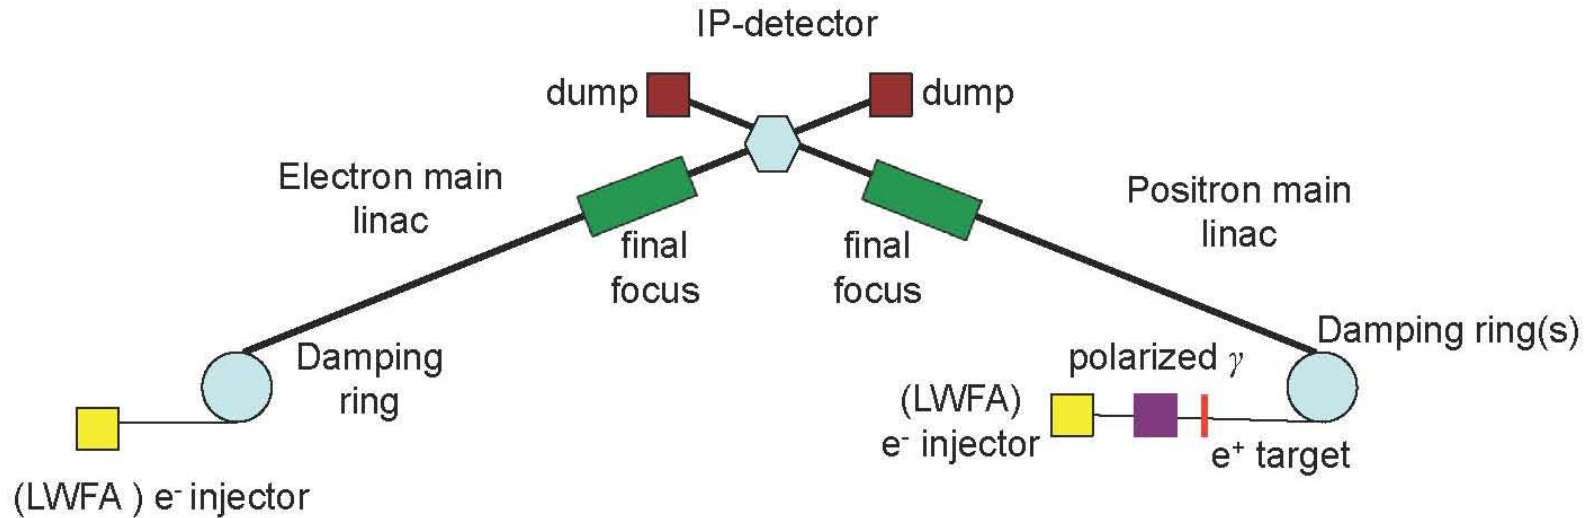 IP-detector
dump
dump
Electron main
linac
Positron main
linac
final
focus
final
focus
Damping
ring
Damping ring(s)
polarized γ
(LWFA)
e⁻ injector
e⁺ target
(LWFA ) e⁻ injector